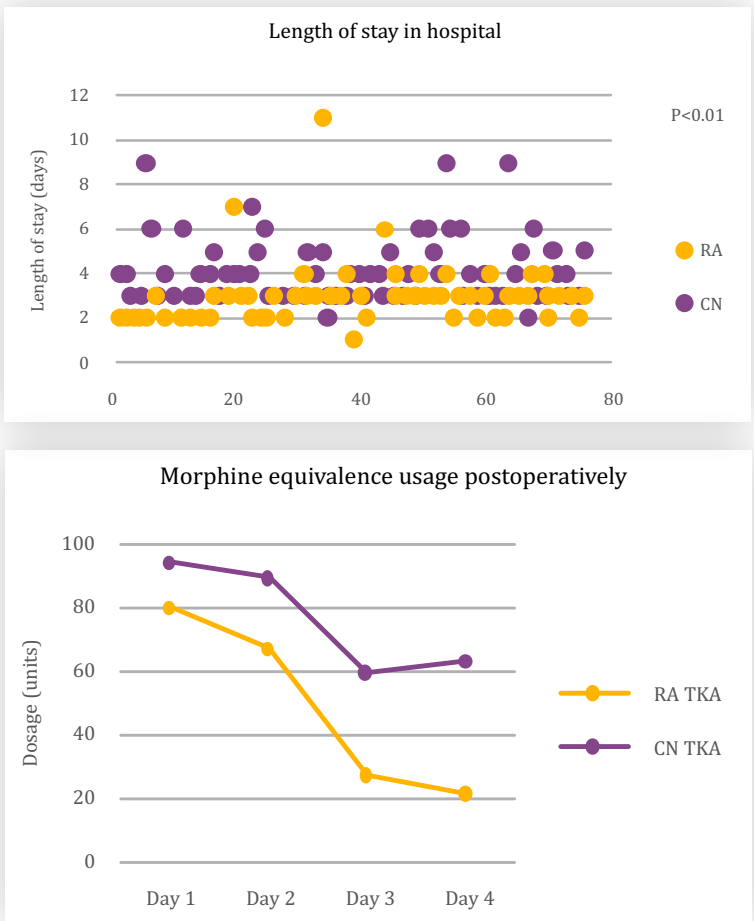 Length of stay in hospital
12
10
8
6
4
2
0
Length of stay (days)
0 20 40 60 80
P<0.01
RA
CN
Morphine equivalence usage postoperatively
100
80
60
40
20
0
Dosage (units)
Day 1 Day 2 Day 3 Day 4
RA TKA
CN TKA